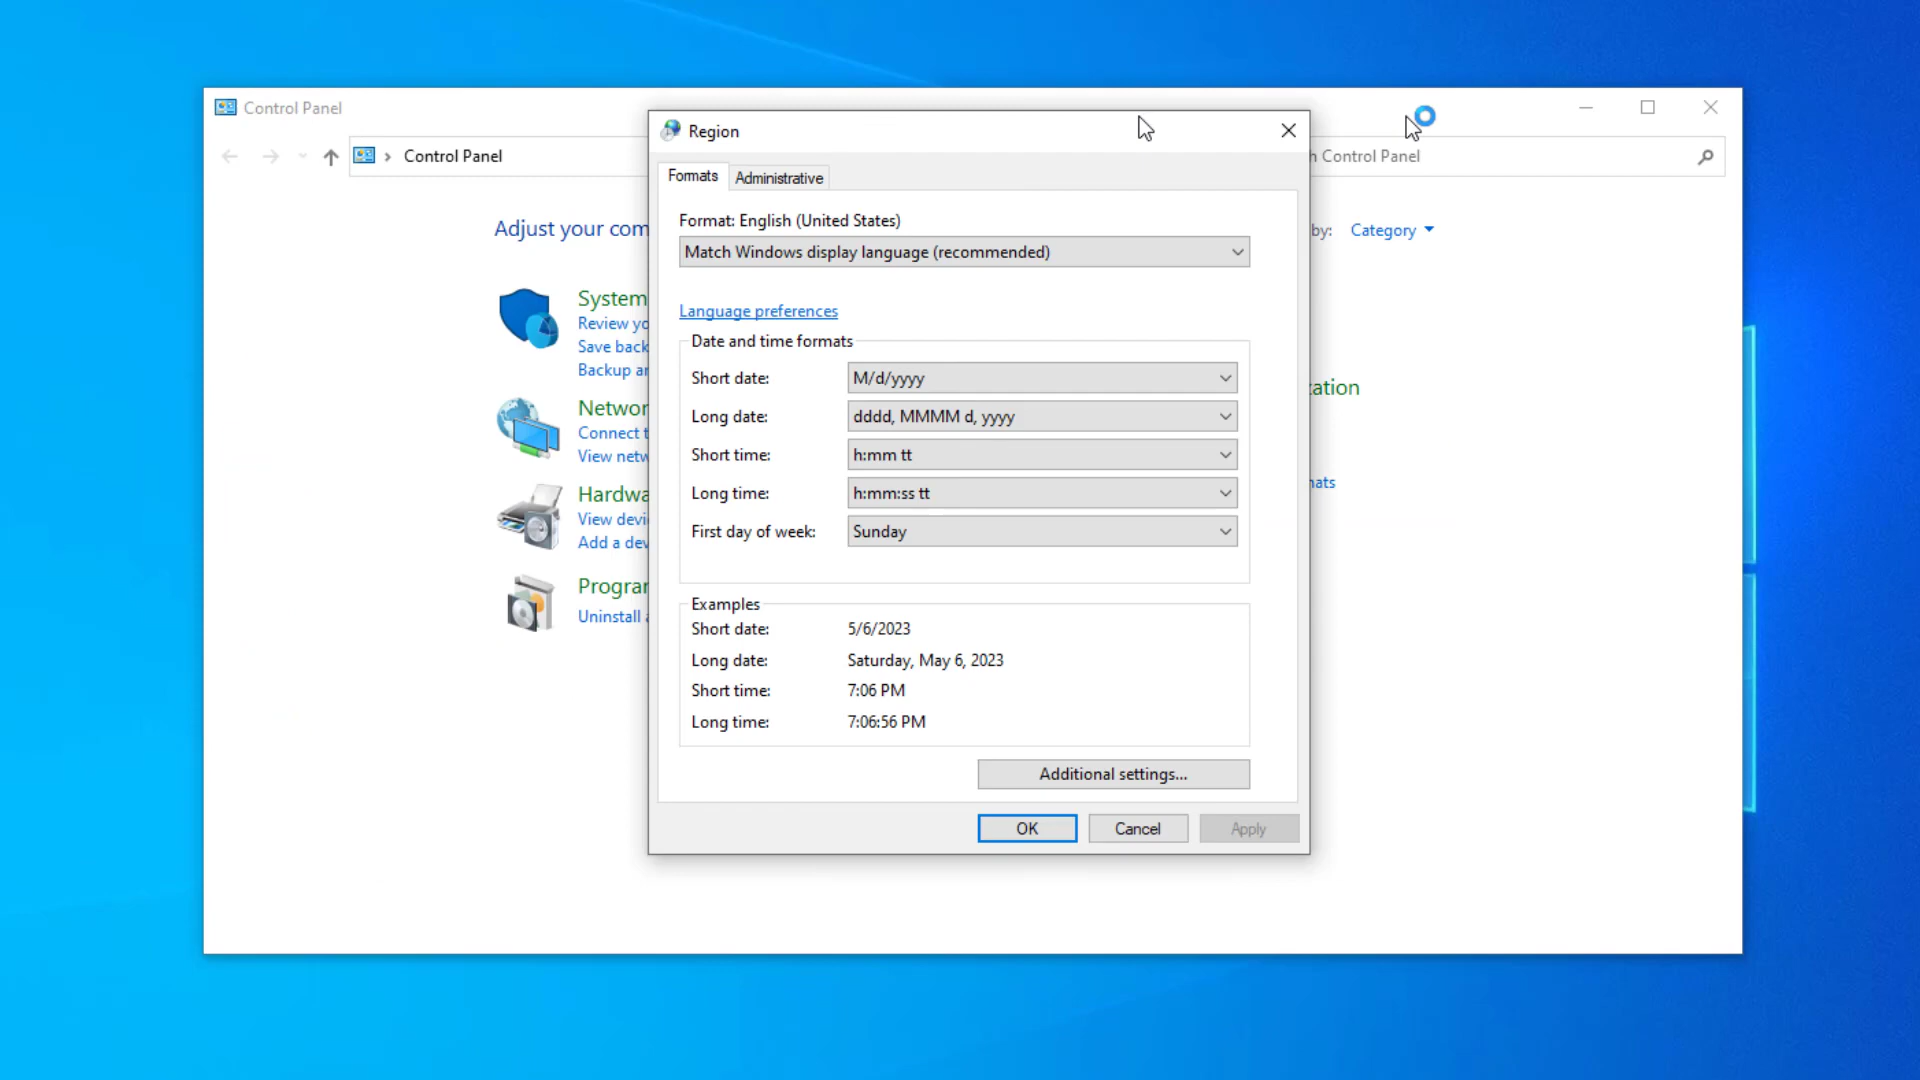 Control Panel
Control Panel
h Control Panel
Adjust your com
by: Category
System
Review yo
Save back
Backup ar
Networ
Connect t
View netw
Hardwa
View devi
Add a dev
Program
Uninstall a
ation
mats
Region
Formats
Administrative
Format: English (United States)
Match Windows display language (recommended)
Language preferences
Date and time formats
Short date: M/d/yyyy
Long date: dddd, MMMM d, yyyy
Short time: h:mm tt
Long time: h:mm:ss tt
First day of week: Sunday
Examples
Short date: 5/6/2023
Long date: Saturday, May 6, 2023
Short time: 7:06 PM
Long time: 7:06:56 PM
Additional settings...
OK
Cancel
Apply